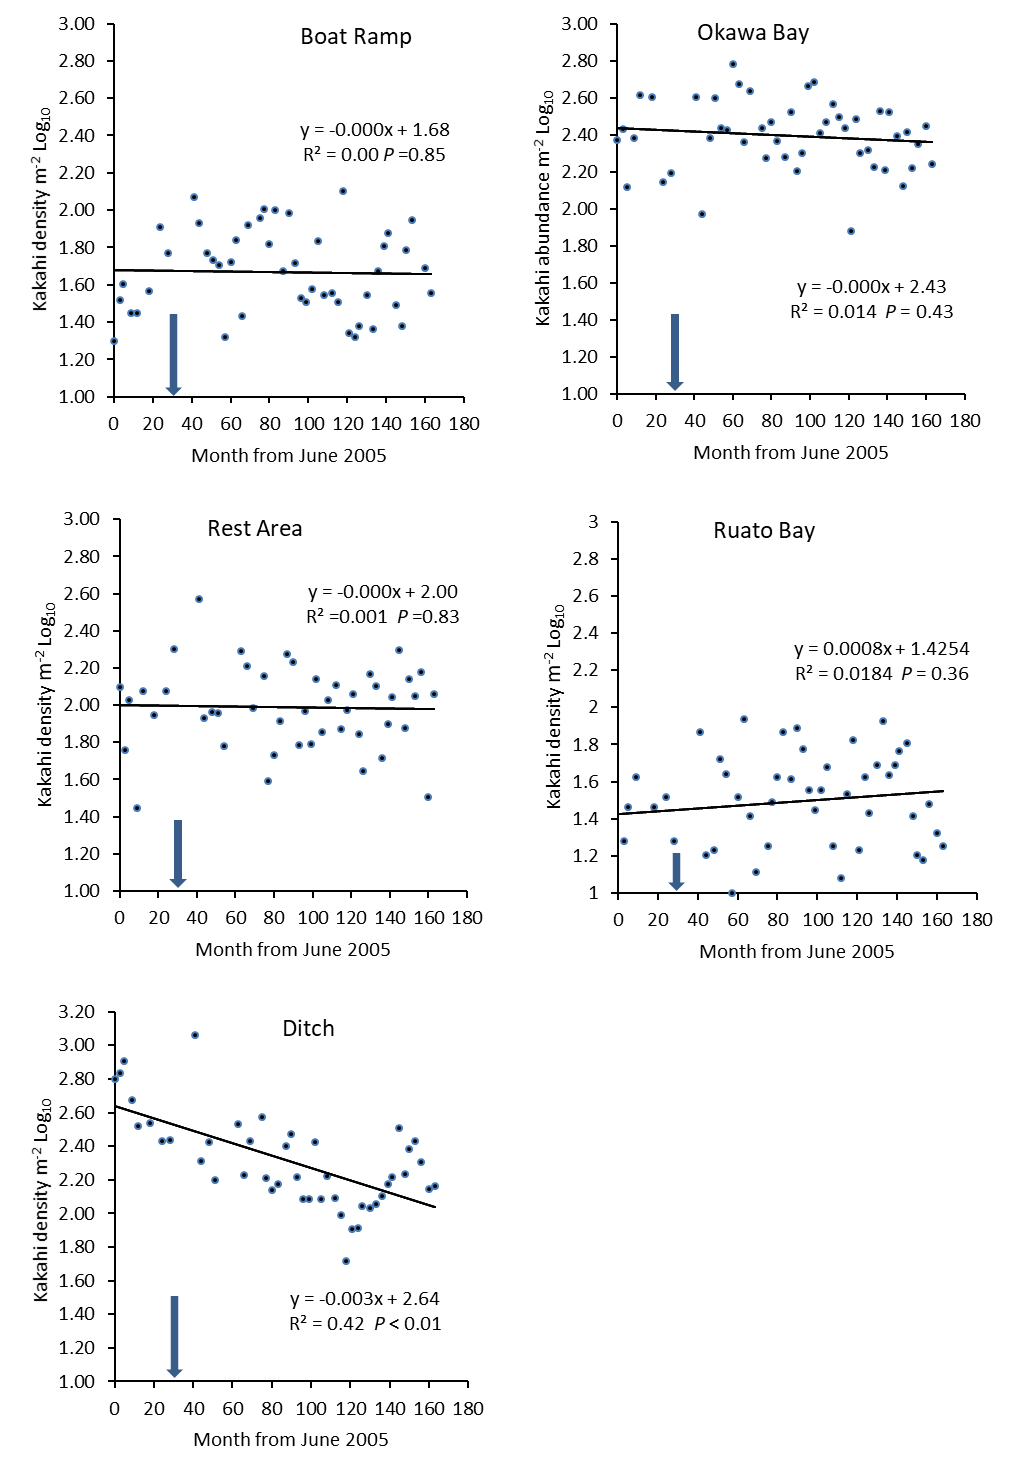 Boat Ramp
y = -0.000x + 1.68
R² = 0.00 P =0.85
Kakahi density m⁻² Log₁₀
3.00
2.80
2.60
2.40
2.20
2.00
1.80
1.60
1.40
1.20
1.00
0 20 40 60 80 100 120 140 160 180
Month from June 2005
Okawa Bay
Kakahi abundance m⁻² Log₁₀
3.00
2.80
2.60
2.40
2.20
2.00
1.80
1.60
1.40
1.20
1.00
y = -0.000x + 2.43
R² = 0.014 P = 0.43
0 20 40 60 80 100 120 140 160 180
Month from June 2005
Rest Area
y = -0.000x + 2.00
R² =0.001 P =0.83
Kakahi density m⁻² Log₁₀
3.00
2.80
2.60
2.40
2.20
2.00
1.80
1.60
1.40
1.20
1.00
0 20 40 60 80 100 120 140 160 180
Month from June 2005
Ruato Bay
y = 0.0008x + 1.4254
R² = 0.0184 P = 0.36
Kakahi density m⁻² Log₁₀
3
2.8
2.6
2.4
2.2
2
1.8
1.6
1.4
1.2
1
0 20 40 60 80 100 120 140 160 180
Month from June 2005
Ditch
Kakahi density m⁻² Log₁₀
3.20
3.00
2.80
2.60
2.40
2.20
2.00
1.80
1.60
1.40
1.20
1.00
y = -0.003x + 2.64
R² = 0.42 P < 0.01
0 20 40 60 80 100 120 140 160 180
Month from June 2005